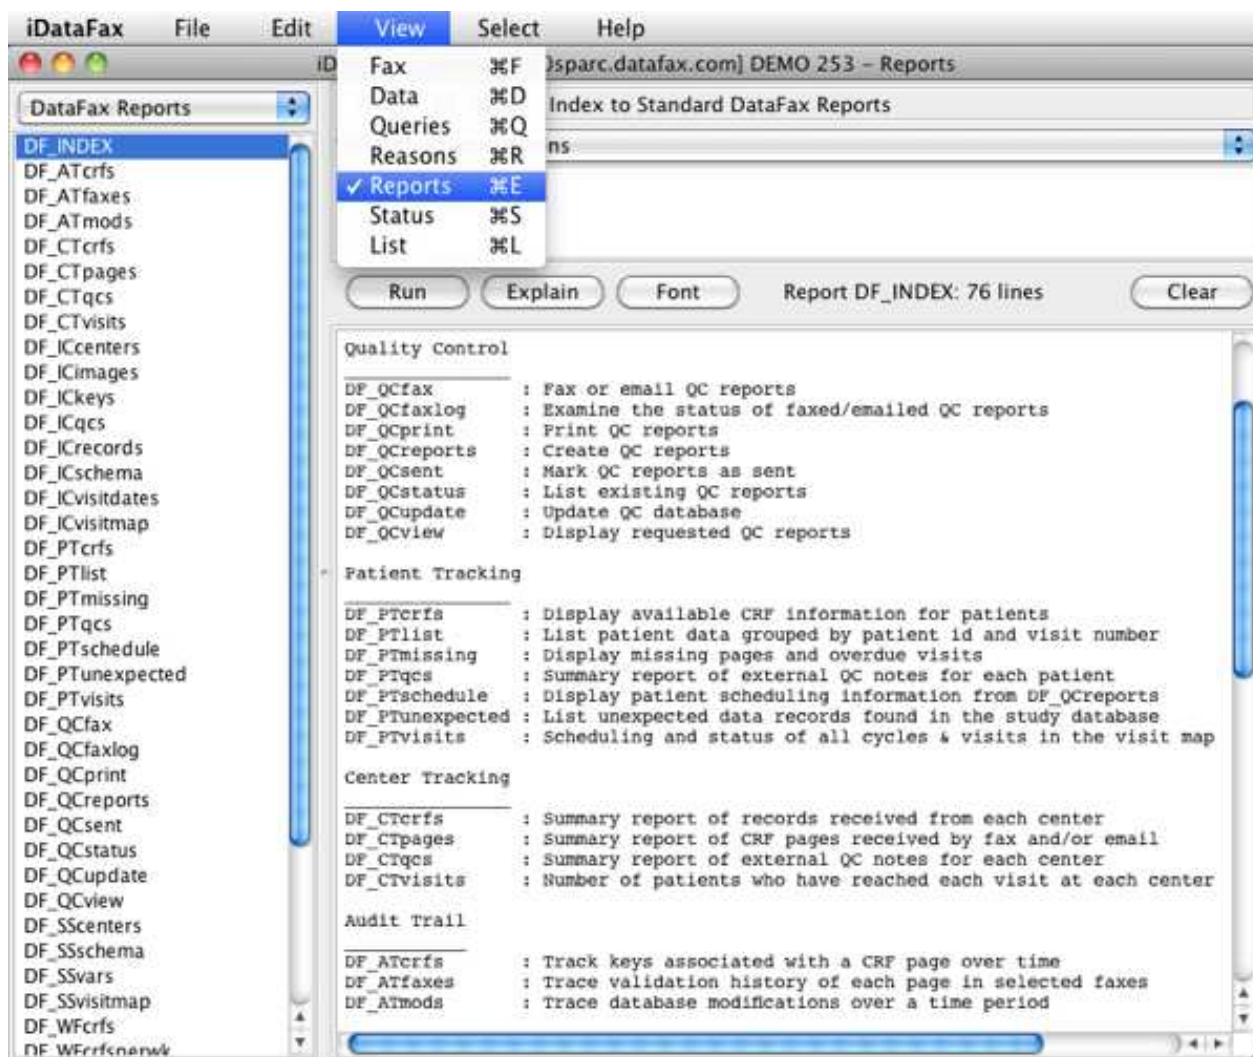 iDataFax File Edit View Select Help
iD sparc.datafax.com] DEMO 253 – Reports
Fax ⌘F
Data ⌘D
Queries ⌘Q
Reasons ⌘R
✓ Reports ⌘E
Status ⌘S
List ⌘L
DataFax Reports
DF_INDEX
DF_ATcrfs
DF_ATfaxes
DF_ATmods
DF_CTcrfs
DF_CTpages
DF_CTqcs
DF_CTvisits
DF_ICcenters
DF_ICimages
DF_ICkeys
DF_ICqcs
DF_ICrecords
DF_ICschema
DF_ICvisitdates
DF_ICvisitmap
DF_PTcrfs
DF_PTlist
DF_PTmissing
DF_PTqcs
DF_PTschedule
DF_PTunexpected
DF_PTvisits
DF_QCfax
DF_QCfaxlog
DF_QCprint
DF_QCreports
DF_QCsent
DF_QCstatus
DF_QCupdate
DF_QCview
DF_SScenters
DF_SSschema
DF_SSvars
DF_SSvisitmap
DF_WFcrfs
DF_WFcrfsperwk
Index to Standard DataFax Reports
ns
Run Explain Font Report DF_INDEX: 76 lines Clear
Quality Control
DF_QCfax : Fax or email QC reports
DF_QCfaxlog : Examine the status of faxed/emailed QC reports
DF_QCprint : Print QC reports
DF_QCreports : Create QC reports
DF_QCsent : Mark QC reports as sent
DF_QCstatus : List existing QC reports
DF_QCupdate : Update QC database
DF_QCview : Display requested QC reports
Patient Tracking
DF_PTcrfs : Display available CRF information for patients
DF_PTlist : List patient data grouped by patient id and visit number
DF_PTmissing : Display missing pages and overdue visits
DF_PTqcs : Summary report of external QC notes for each patient
DF_PTschedule : Display patient scheduling information from DF_QCreports
DF_PTunexpected : List unexpected data records found in the study database
DF_PTvisits : Scheduling and status of all cycles & visits in the visit map
Center Tracking
DF_CTcrfs : Summary report of records received from each center
DF_CTpages : Summary report of CRF pages received by fax and/or email
DF_CTqcs : Summary report of external QC notes for each center
DF_CTvisits : Number of patients who have reached each visit at each center
Audit Trail
DF_ATcrfs : Track keys associated with a CRF page over time
DF_ATfaxes : Trace validation history of each page in selected faxes
DF_ATmods : Trace database modifications over a time period